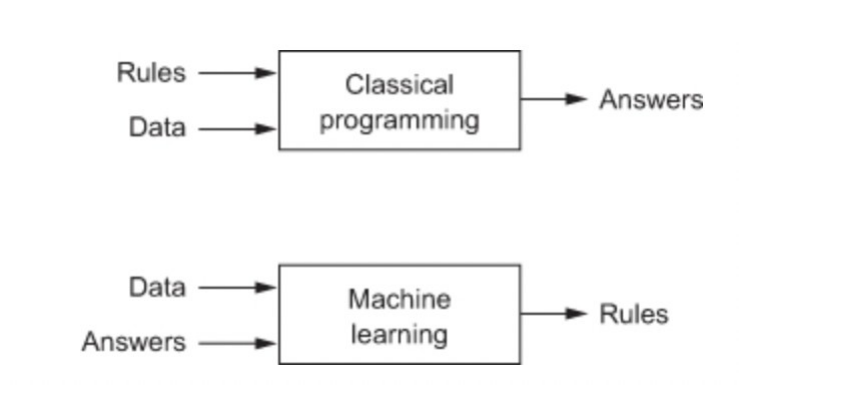 Rules
Classical
programming
Answers
Data
Data
Machine
learning
Rules
Answers